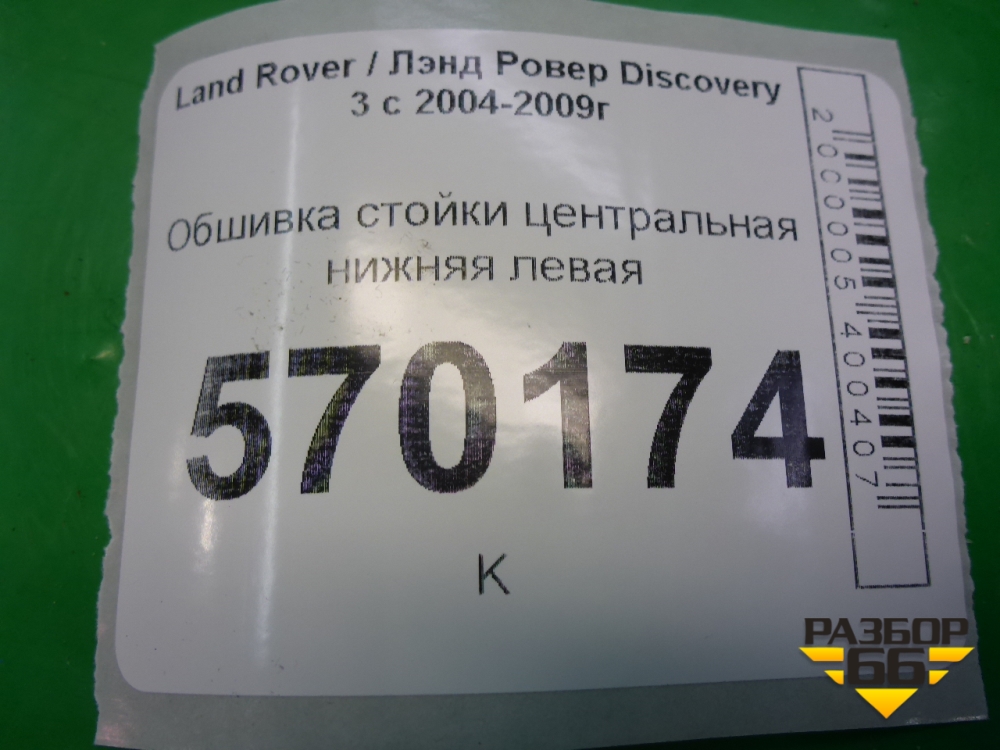 Land Rover / Лэнд Ровер Discovery
3 с 2004-2009г
Обшивка стойки центральная
нижняя левая
570174
К
2000005400407
РАЗБОР
66